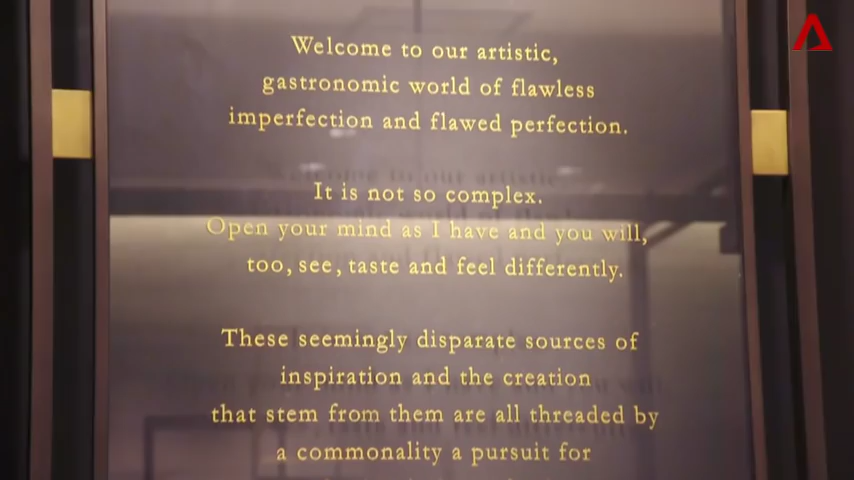 Welcome to our artistic,
gastronomic world of flawless
imperfection and flawed perfection.
It is not so complex.
Open your mind as I have and you will,
too, see, taste and feel differently.
These seemingly disparate sources of
inspiration and the creation
that stem from them are all threaded by
a commonality a pursuit for